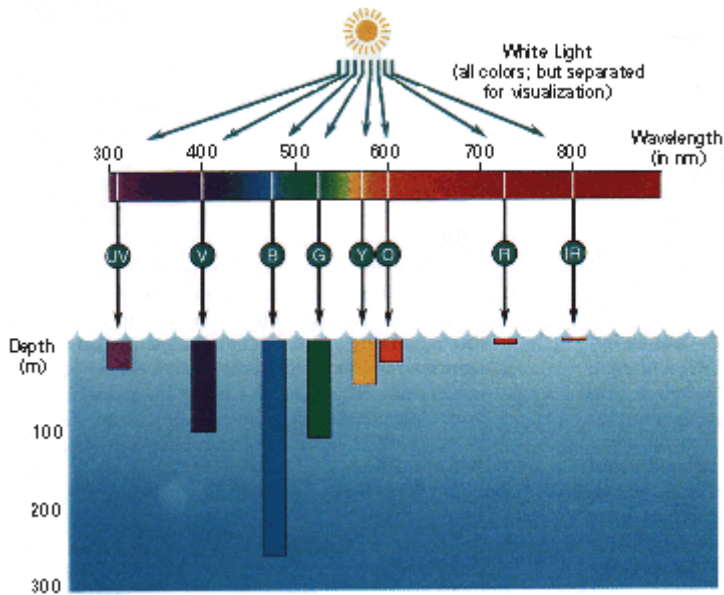 White Light
(all colors; but separated
for visualization)
Wavelength
(in nm)
300 400 500 600 700 800
UV V B G Y O R IR
Depth
(m)
100
200
300